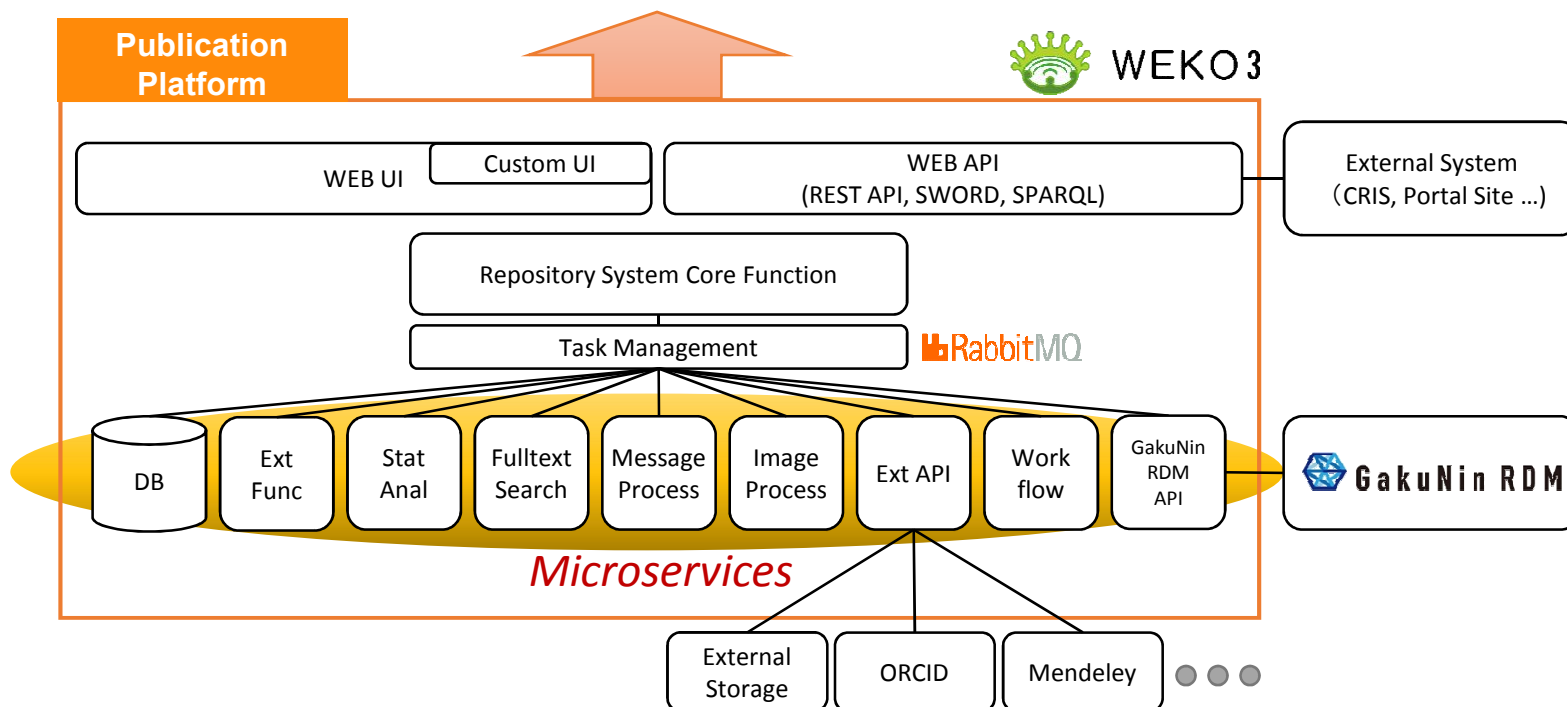 Publication
Platform
WEKO3
WEB UI
Custom UI
WEB API
(REST API, SWORD, SPARQL)
External System
（CRIS, Portal Site ...)
Repository System Core Function
Task Management
RabbitMQ
DB
Ext
Func
Stat
Anal
Fulltext
Search
Message
Process
Image
Process
Ext API
Work
flow
GakuNin
RDM
API
GakuNin RDM
Microservices
External
Storage
ORCID
Mendeley